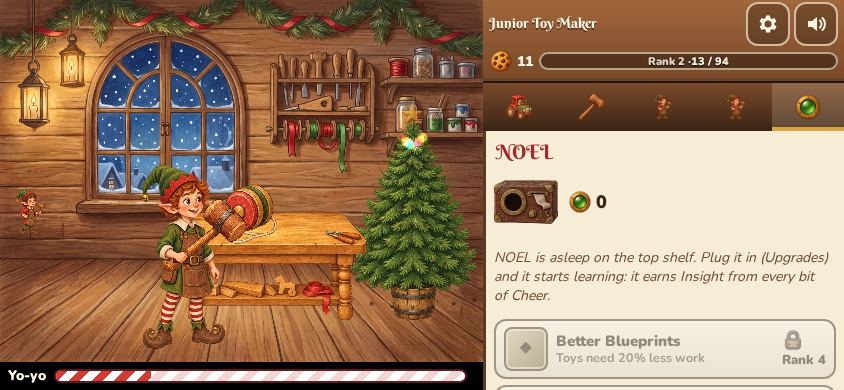 Junior Toy Maker
11
Rank 2 ·13 / 94
NOEL
0
NOEL is asleep on the top shelf. Plug it in (Upgrades)
and it starts learning: it earns Insight from every bit
of Cheer.
Better Blueprints
Toys need 20% less work
Rank 4
Yo-yo